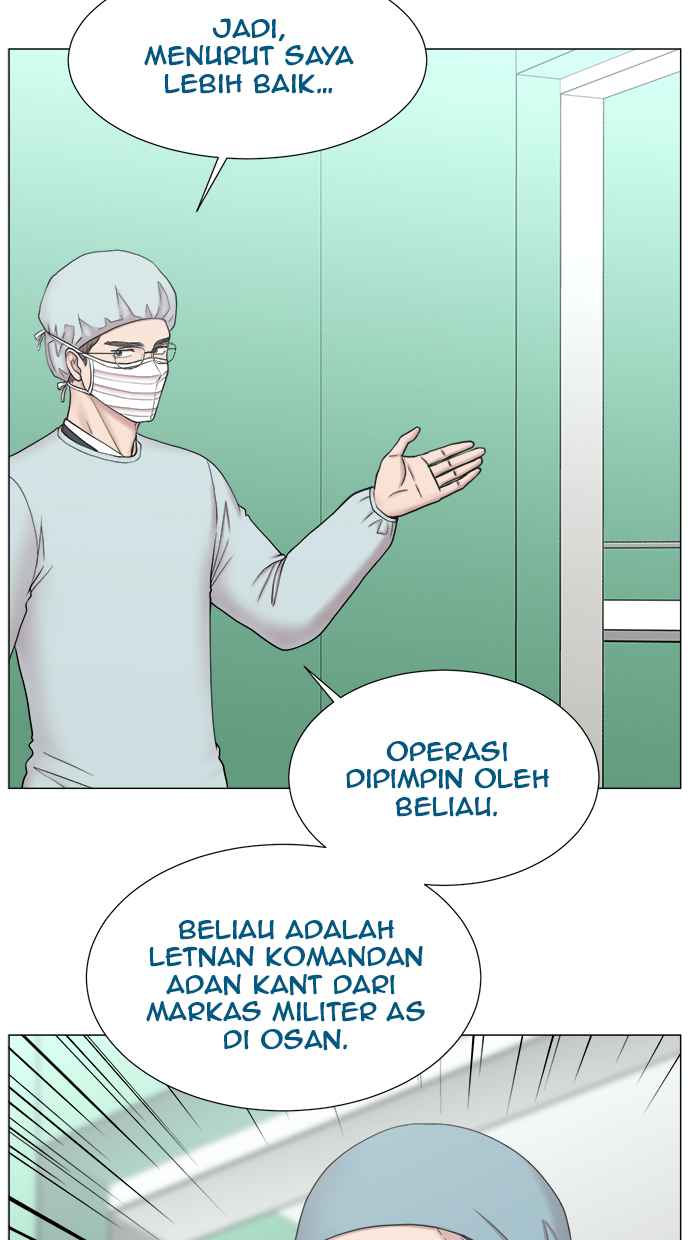 JADI,
MENURUT SAYA
LEBIH BAIK...
OPERASI
DIPIMPIN OLEH
BELIAU.
BELIAU ADALAH
LETNAN KOMANDAN
ADAN KANT DARI
MARKAS MILITER AS
DI OSAN.